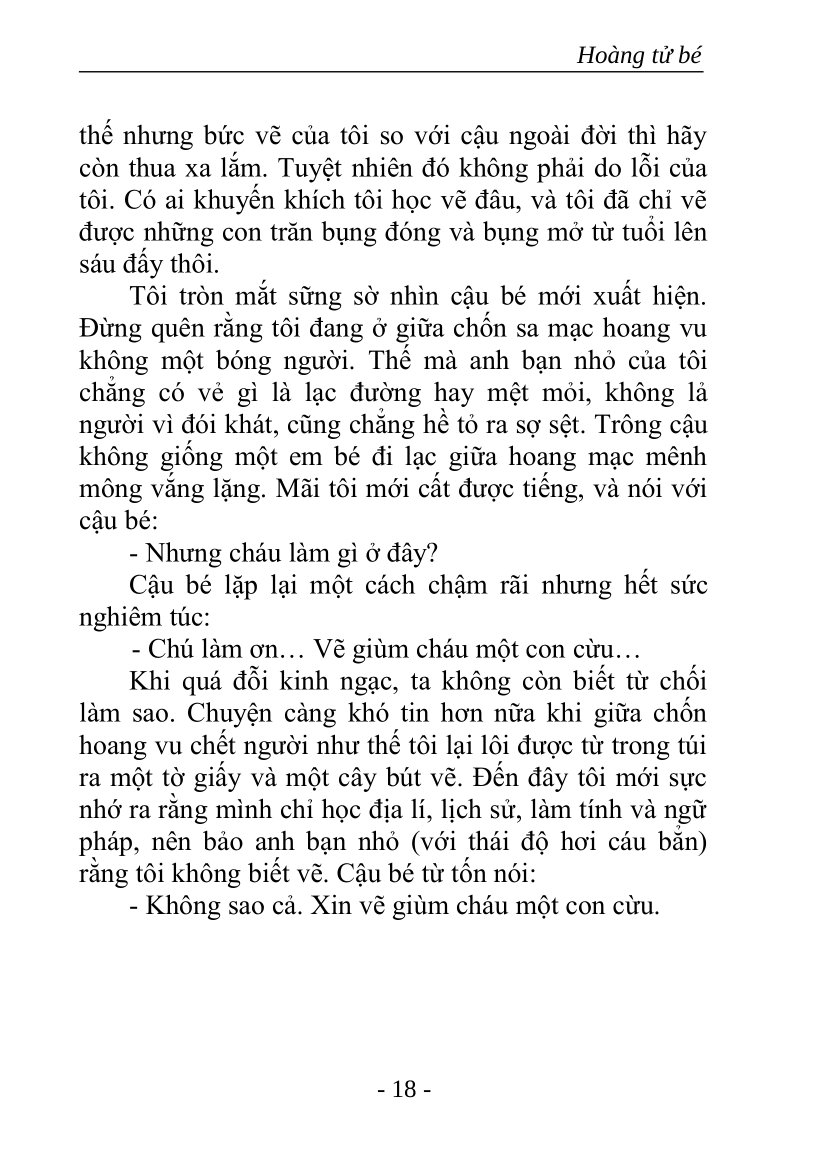 Hoàng tử bé
thế nhưng bức vẽ của tôi so với cậu ngoài đời thì hãy
còn thua xa lắm. Tuyệt nhiên đó không phải do lỗi của
tôi. Có ai khuyến khích tôi học vẽ đâu, và tôi đã chỉ vẽ
được những con trăn bụng đóng và bụng mở từ tuổi lên
sáu đấy thôi.
Tôi tròn mắt sững sờ nhìn cậu bé mới xuất hiện.
Đừng quên rằng tôi đang ở giữa chốn sa mạc hoang vu
không một bóng người. Thế mà anh bạn nhỏ của tôi
chẳng có vẻ gì là lạc đường hay mệt mỏi, không lả
người vì đói khát, cũng chẳng hề tỏ ra sợ sệt. Trông cậu
không giống một em bé đi lạc giữa hoang mạc mênh
mông vắng lặng. Mãi tôi mới cất được tiếng, và nói với
cậu bé:
- Nhưng cháu làm gì ở đây?
Cậu bé lặp lại một cách chậm rãi nhưng hết sức
nghiêm túc:
- Chú làm ơn… Vẽ giùm cháu một con cừu…
Khi quá đỗi kinh ngạc, ta không còn biết từ chối
làm sao. Chuyện càng khó tin hơn nữa khi giữa chốn
hoang vu chết người như thế tôi lại lôi được từ trong túi
ra một tờ giấy và một cây bút vẽ. Đến đây tôi mới sực
nhớ ra rằng mình chỉ học địa lí, lịch sử, làm tính và ngữ
pháp, nên bảo anh bạn nhỏ (với thái độ hơi cáu bẳn)
rằng tôi không biết vẽ. Cậu bé từ tốn nói:
- Không sao cả. Xin vẽ giùm cháu một con cừu.
- 18 -